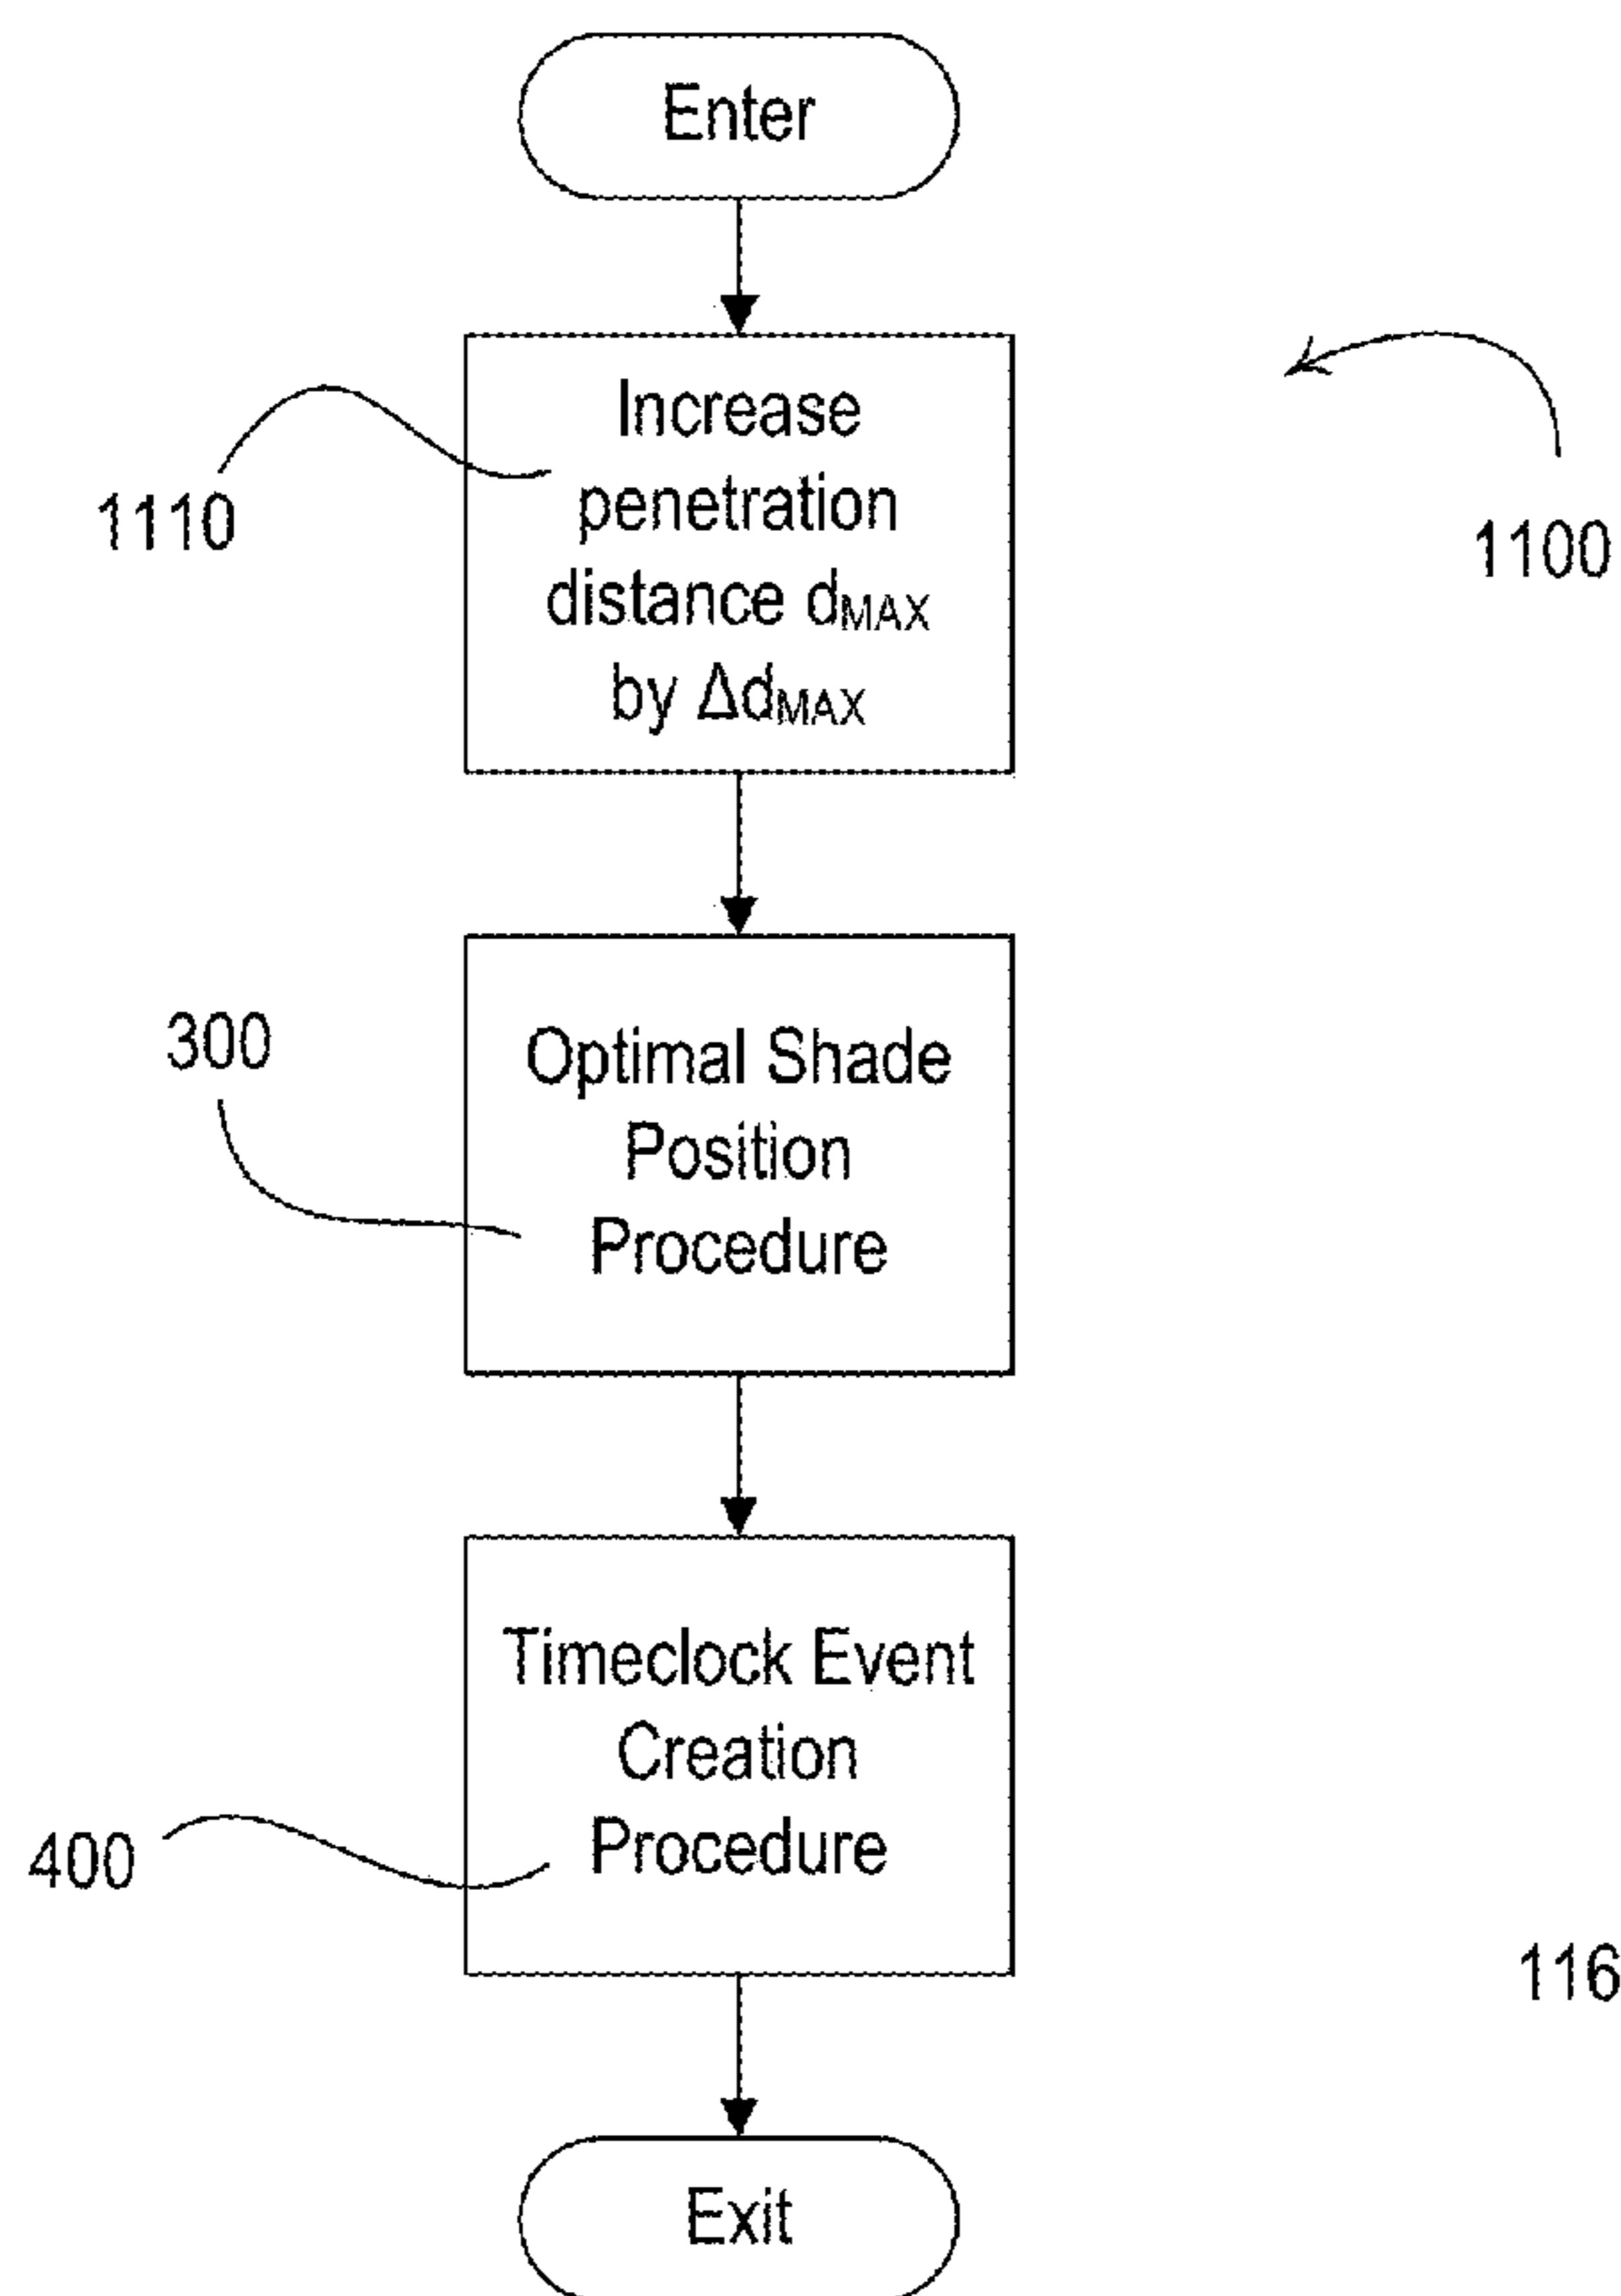 Enter
Increase
penetration
distance dMAX
by ΔdMAX
1110
1100
Optimal Shade
Position
Procedure
300
Timeclock Event
Creation
Procedure
400
116
Exit